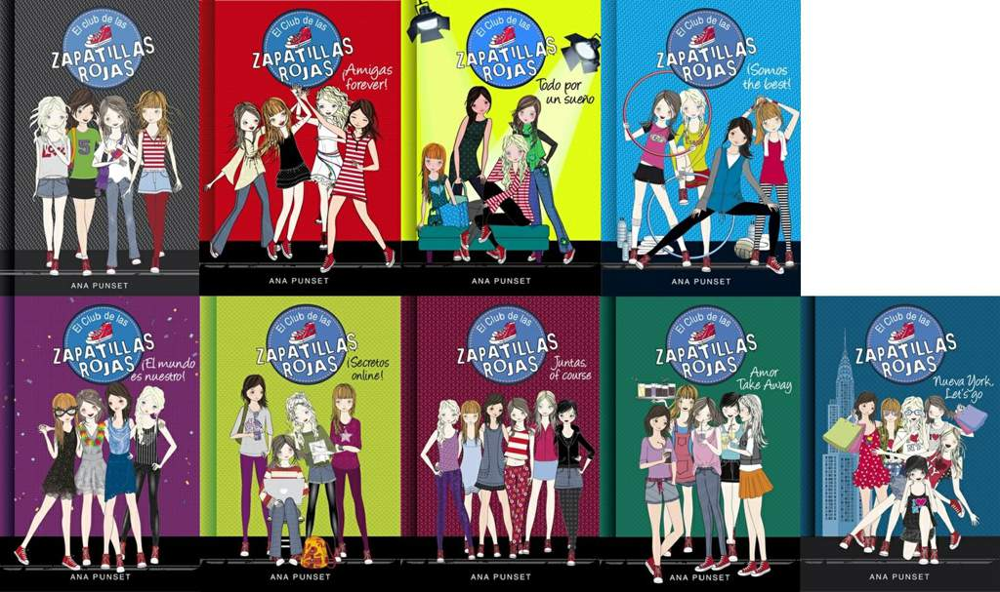 El Club de las
ZAPATILLAS
ROJAS
ANA PUNSET
El Club de las
ZAPATILLAS
ROJAS
¡Amigas
forever!
ANA PUNSET
El Club de las
ZAPATILLAS
ROJAS
Todo por
un sueño
ANA PUNSET
El Club de las
ZAPATILLAS
ROJAS
¡Somos
the best!
ANA PUNSET
El Club de las
ZAPATILLAS
ROJAS
¡El mundo
es nuestro!
ANA PUNSET
El Club de las
ZAPATILLAS
ROJAS
¡Secretos
online!
ANA PUNSET
El Club de las
ZAPATILLAS
ROJAS
Juntas,
of course
ANA PUNSET
El Club de las
ZAPATILLAS
ROJAS
Amor
Take Away
ANA PUNSET
El Club de las
ZAPATILLAS
ROJAS
Nueva York,
Let's go
ANA PUNSET